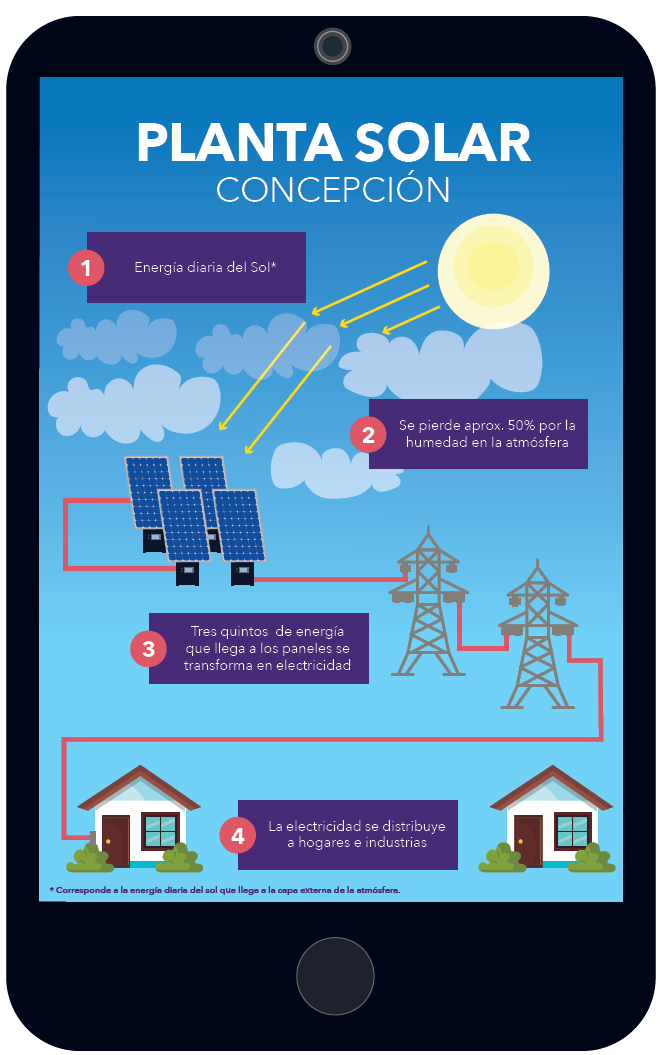 PLANTA SOLAR
CONCEPCIÓN
1
Energía diaria del Sol*
2
Se pierde aprox. 50% por la
humedad en la atmósfera
3
Tres quintos de energía
que llega a los paneles se
transforma en electricidad
4
La electricidad se distribuye
a hogares e industrias
* Corresponde a la energía diaria del sol que llega a la capa externa de la atmósfera.